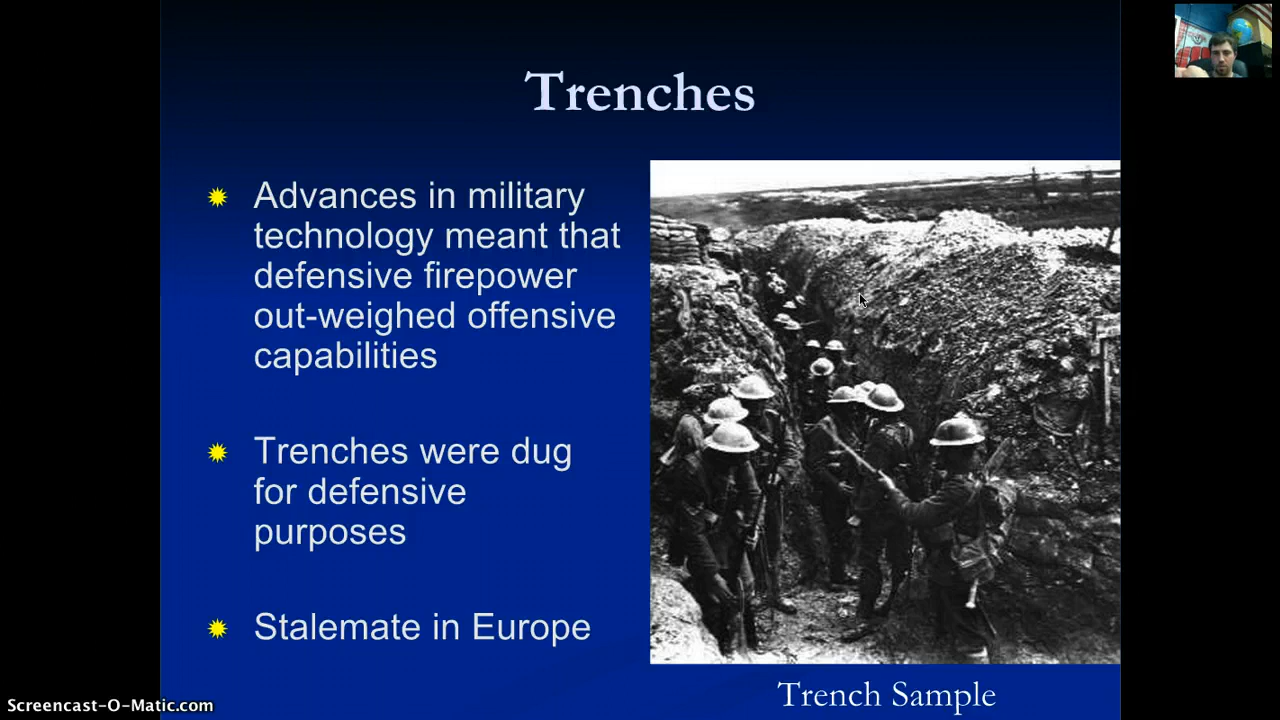 Trenches
Advances in military
technology meant that
defensive firepower
out-weighed offensive
capabilities
Trenches were dug
for defensive
purposes
Stalemate in Europe
Trench Sample
Screencast-O-Matic.com